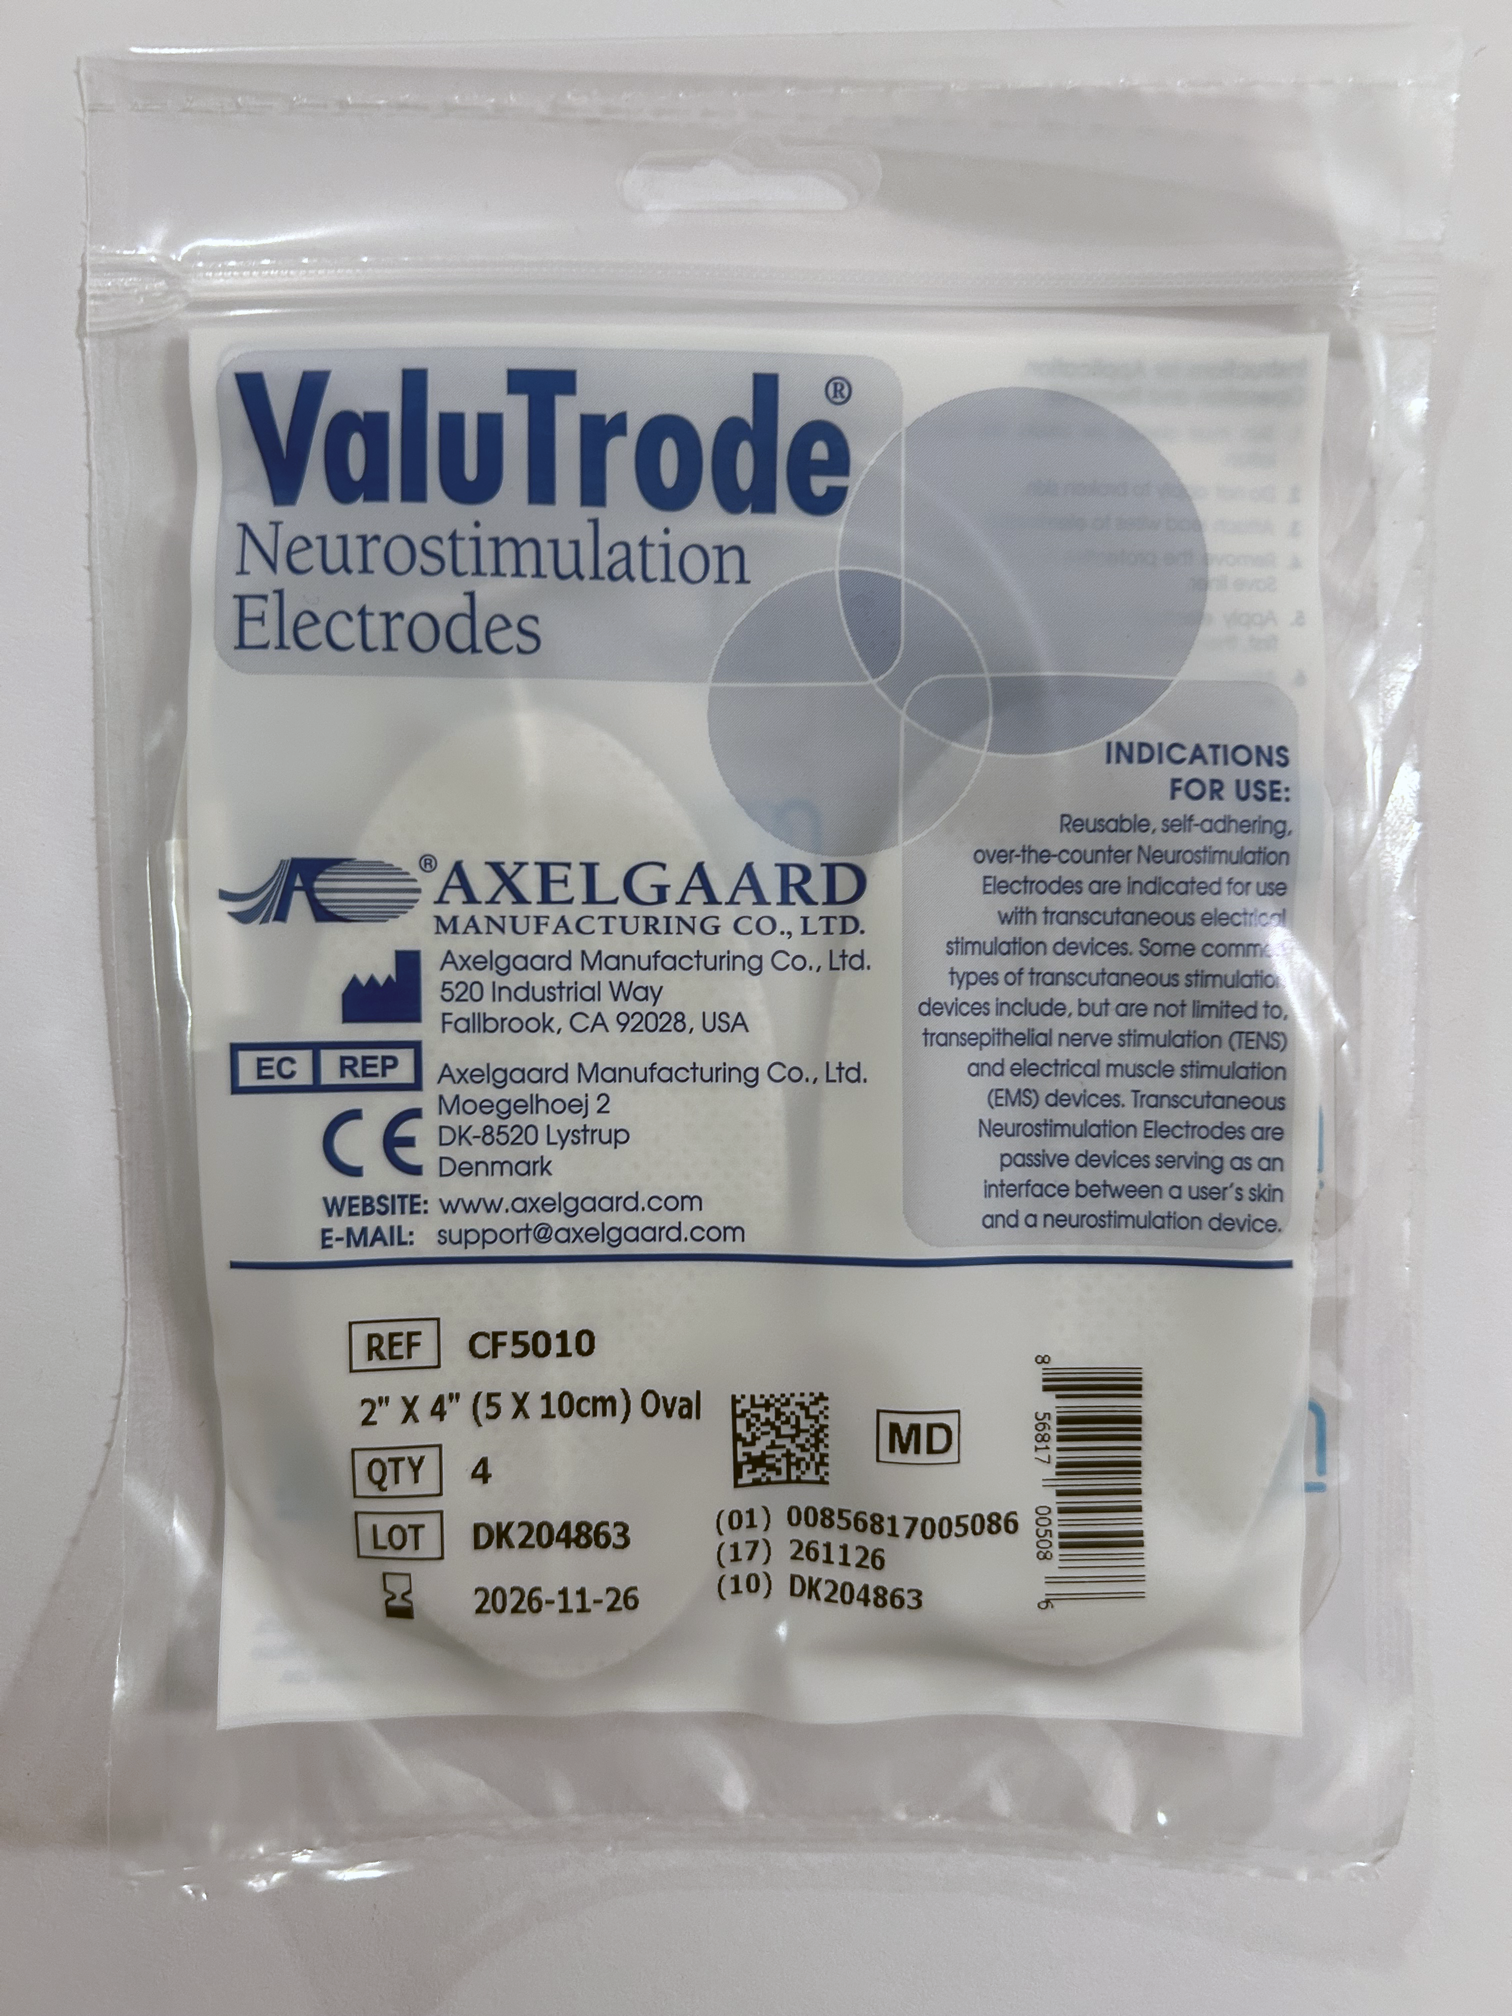 ValuTrode®
Neurostimulation
Electrodes
INDICATIONS
FOR USE:
Reusable, self-adhering,
over-the-counter Neurostimulation
Electrodes are indicated for use
with transcutaneous electrical
stimulation devices. Some
types of transcutaneous stimulation
devices include, but are not limited to,
transepithelial nerve stimulation (TENS)
and electrical muscle stimulation
(EMS) devices. Transcutaneous
Neurostimulation Electrodes are
passive devices serving as an
interface between a user's skin
and a neurostimulation device.
® AXELGAARD
MANUFACTURING CO., LTD.
Axelgaard Manufacturing Co., Ltd.
520 Industrial Way
Fallbrook, CA 92028, USA
EC REP
Axelgaard Manufacturing Co., Ltd.
Moegelhoej 2
DK-8520 Lystrup
Denmark
CE
WEBSITE: www.axelgaard.com
E-MAIL: support@axelgaard.com
REF CF5010
2" X 4" (5 X 10cm) Oval
QTY 4
LOT DK204863
2026-11-26
MD
(01) 00856817005086
(17) 261126
(10) DK204863
8 56817 00508 6